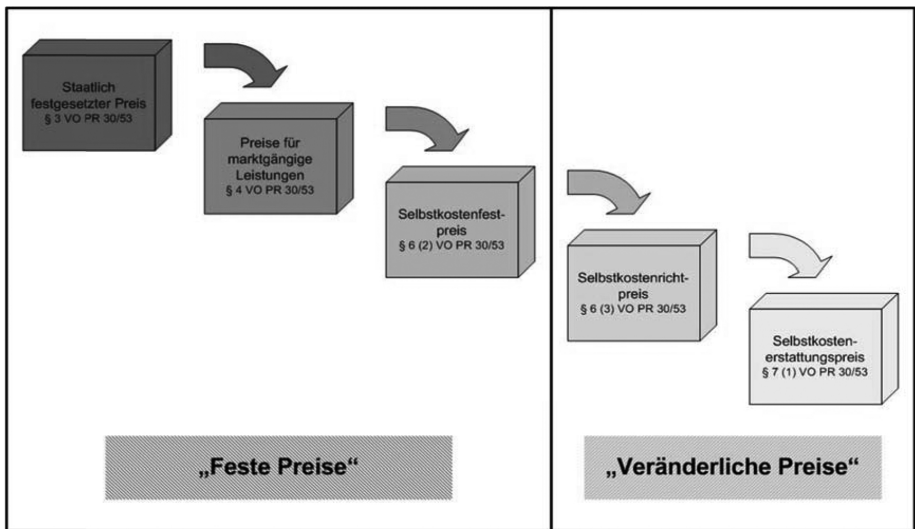 Staatlich
festgesetzter Preis
§ 3 VO PR 30/53
Preise für
marktgängige
Leistungen
§ 4 VO PR 30/53
Selbstkostenfest-
preis
§ 6 (2) VO PR 30/53
Selbstkostenricht-
preis
§ 6 (3) VO PR 30/53
Selbstkosten-
erstattungspreis
§ 7 (1) VO PR 30/53
„Feste Preise“
„Veränderliche Preise“